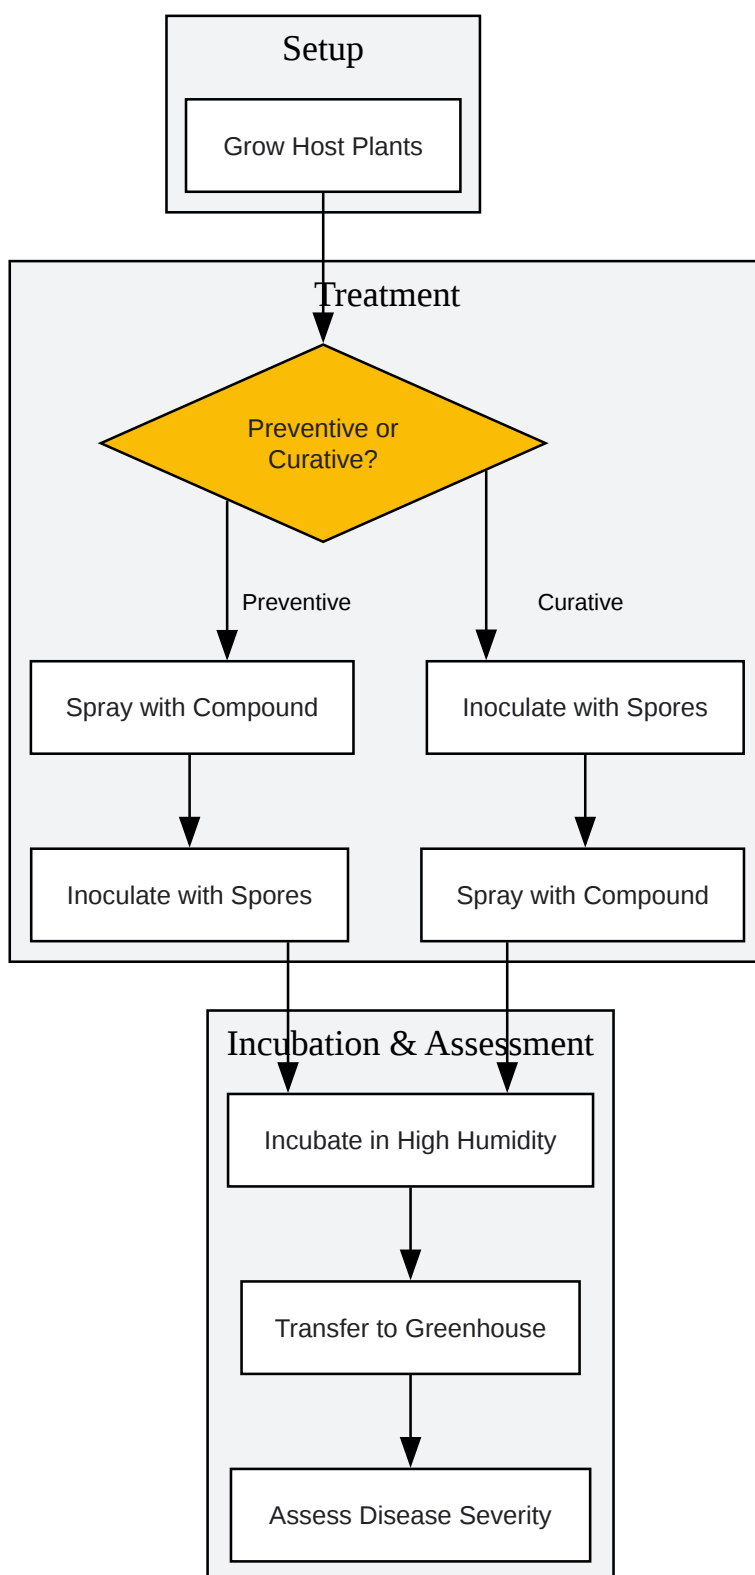 Setup
Grow Host Plants
Treatment
Preventive or
Curative?
Preventive
Curative
Spray with Compound
Inoculate with Spores
Inoculate with Spores
Spray with Compound
Incubation & Assessment
Incubate in High Humidity
Transfer to Greenhouse
Assess Disease Severity